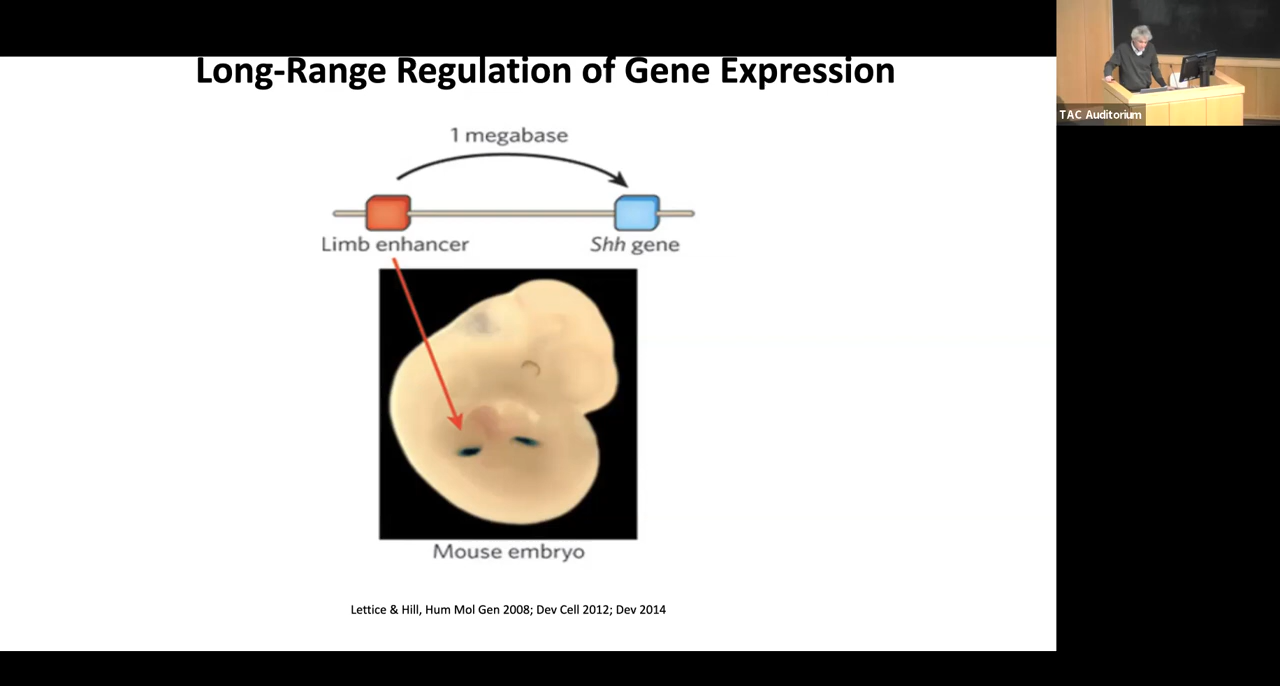 Long-Range Regulation of Gene Expression
TAC Auditorium
1 megabase
Limb enhancer
Shh gene
Mouse embryo
Lettice & Hill, Hum Mol Gen 2008; Dev Cell 2012; Dev 2014